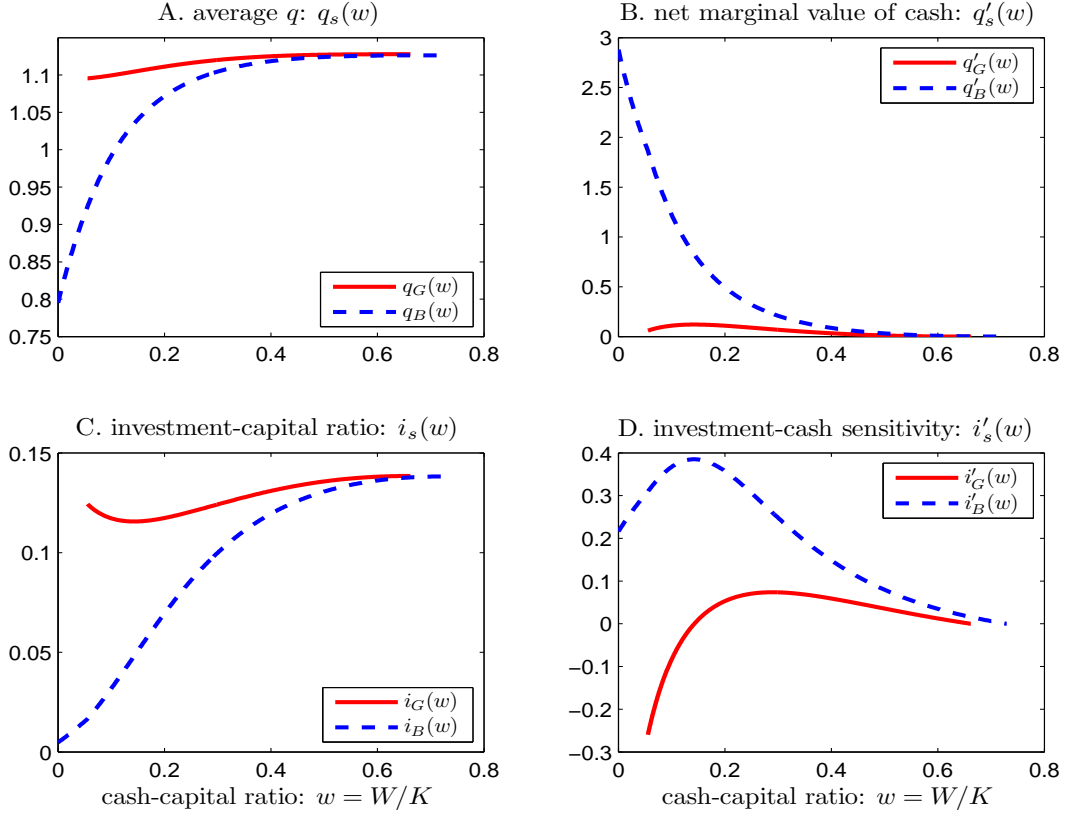 A. average q: q_s(w)
1.1
1.05
1
0.95
0.9
0.85
0.8
0.75
0 0.2 0.4 0.6 0.8
q_G(w)
q_B(w)
B. net marginal value of cash: q′_s(w)
3
2.5
2
1.5
1
0.5
0
0 0.2 0.4 0.6 0.8
q′_G(w)
q′_B(w)
C. investment-capital ratio: i_s(w)
0.15
0.1
0.05
0
0 0.2 0.4 0.6 0.8
i_G(w)
i_B(w)
cash-capital ratio: w = W/K
D. investment-cash sensitivity: i′_s(w)
0.4
0.3
0.2
0.1
0
−0.1
−0.2
−0.3
0 0.2 0.4 0.6 0.8
i′_G(w)
i′_B(w)
cash-capital ratio: w = W/K